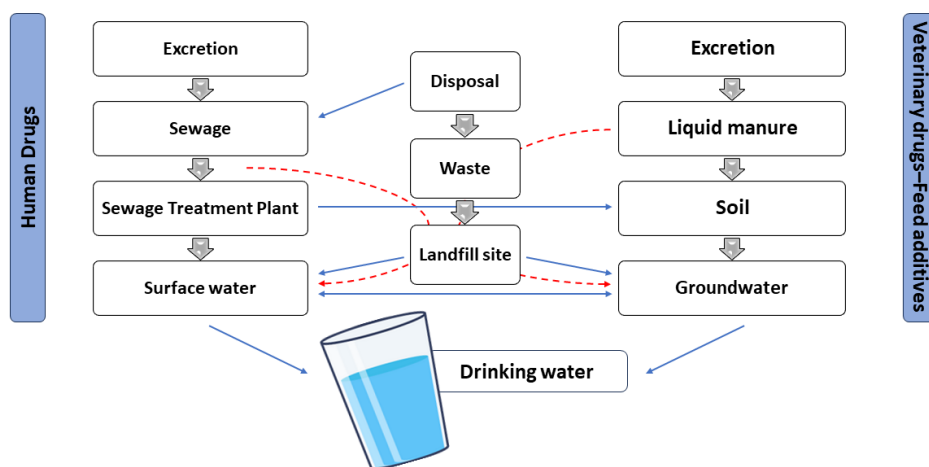 Human Drugs
Excretion
Sewage
Sewage Treatment Plant
Surface water
Disposal
Waste
Landfill site
Excretion
Liquid manure
Soil
Groundwater
Drinking water
Veterinary drugs–Feed additives